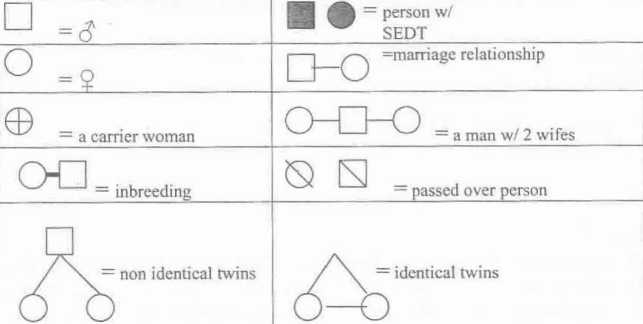 = ♂
= person w/
SEDT
= ♀
=marriage relationship
= a carrier woman
= a man w/ 2 wifes
= inbreeding
= passed over person
= non identical twins
= identical twins